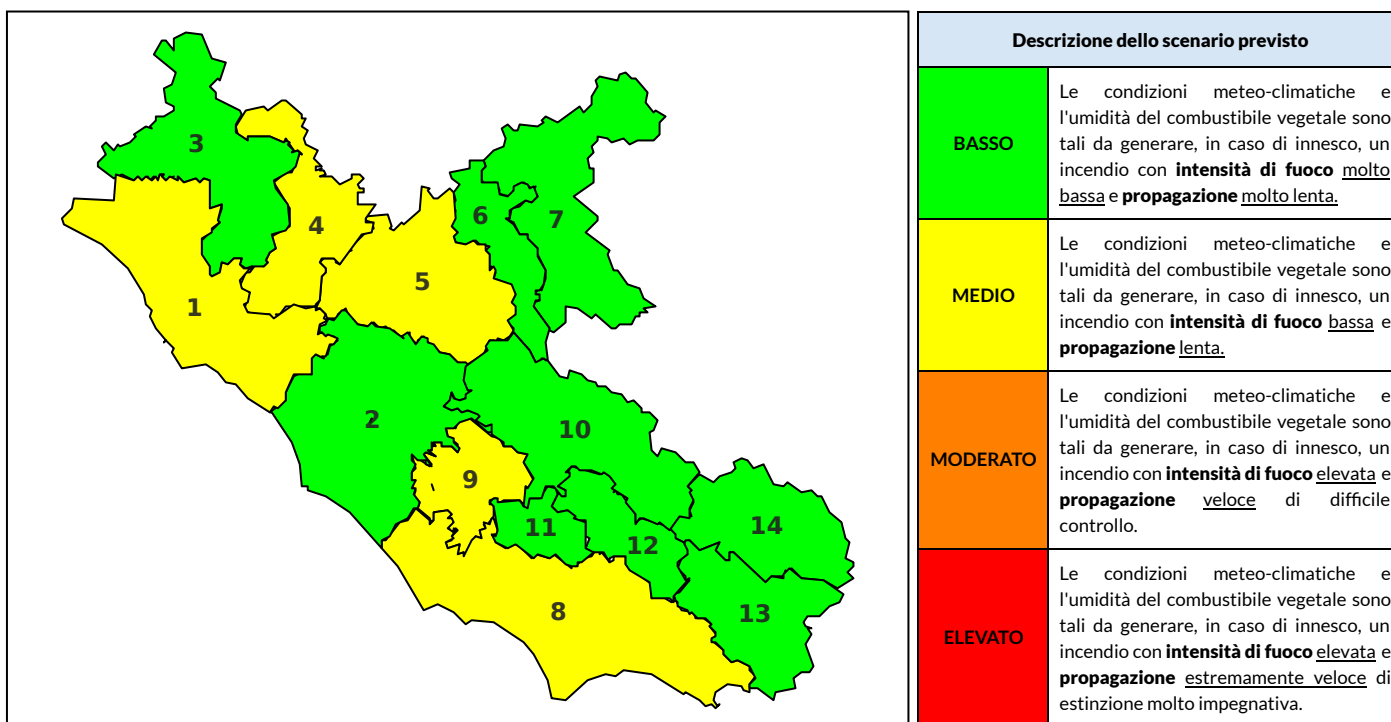 3
4
6
7
5
1
2
10
9
11
14
12
8
13
Descrizione dello scenario previsto
BASSO
Le condizioni meteo-climatiche e
l'umidità del combustibile vegetale sono
tali da generare, in caso di innesco, un
incendio con intensità di fuoco molto
bassa e propagazione molto lenta.
MEDIO
Le condizioni meteo-climatiche e
l'umidità del combustibile vegetale sono
tali da generare, in caso di innesco, un
incendio con intensità di fuoco bassa e
propagazione lenta.
MODERATO
Le condizioni meteo-climatiche e
l'umidità del combustibile vegetale sono
tali da generare, in caso di innesco, un
incendio con intensità di fuoco elevata e
propagazione veloce di difficile
controllo.
ELEVATO
Le condizioni meteo-climatiche e
l'umidità del combustibile vegetale sono
tali da generare, in caso di innesco, un
incendio con intensità di fuoco elevata e
propagazione estremamente veloce di
estinzione molto impegnativa.